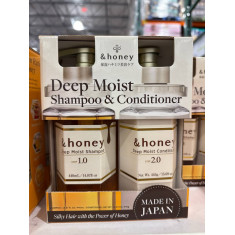 &honey
Deep Moist
Shampoo & Conditioner
&honey
Deep Moist Shampoo
1.0
&honey
Deep Moist Conditioner
2.0
MADE IN
JAPAN
Silky Hair with the Power of Honey